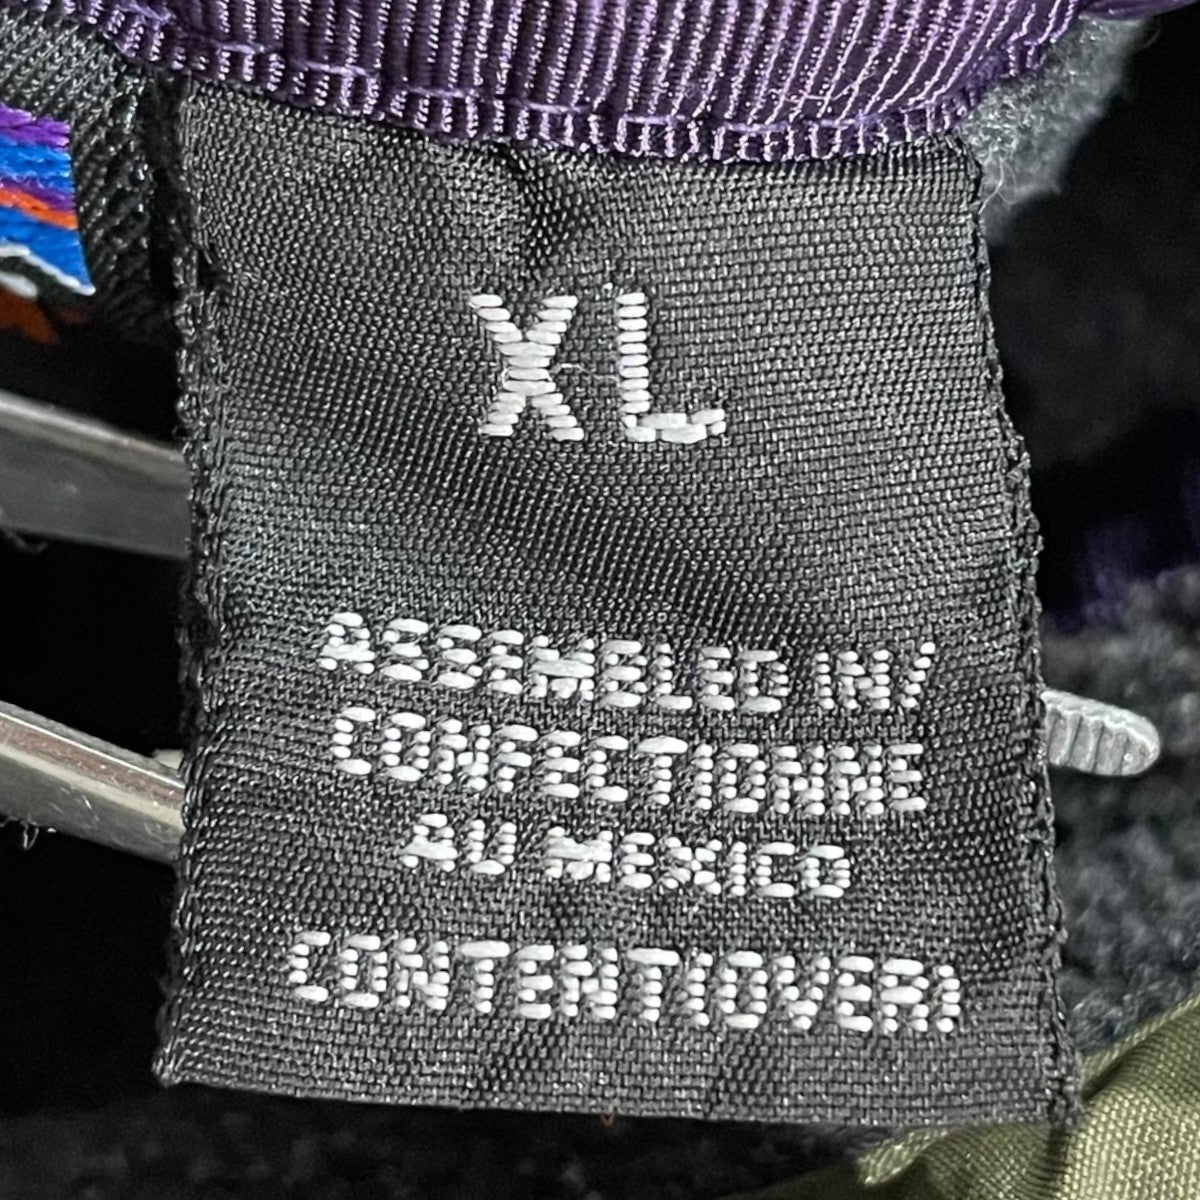 XL
ASSEMBLED IN/
CONFECTIONNE
AU MEXICO
CONTENT(OVER)